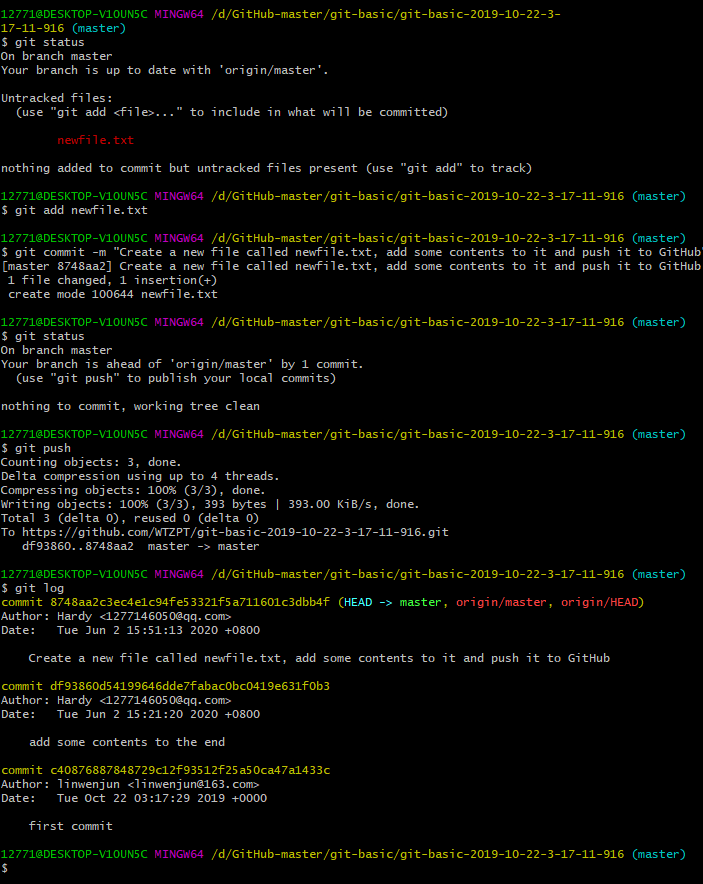 12771@DESKTOP-V1OUN5C MINGW64 /d/GitHub-master/git-basic/git-basic-2019-10-22-3-
17-11-916 (master)
$ git status
On branch master
Your branch is up to date with 'origin/master'.

Untracked files:
  (use "git add <file>..." to include in what will be committed)

        newfile.txt

nothing added to commit but untracked files present (use "git add" to track)

12771@DESKTOP-V1OUN5C MINGW64 /d/GitHub-master/git-basic/git-basic-2019-10-22-3-17-11-916 (master)
$ git add newfile.txt

12771@DESKTOP-V1OUN5C MINGW64 /d/GitHub-master/git-basic/git-basic-2019-10-22-3-17-11-916 (master)
$ git commit -m "Create a new file called newfile.txt, add some contents to it and push it to GitHub"
[master 8748aa2] Create a new file called newfile.txt, add some contents to it and push it to GitHub
 1 file changed, 1 insertion(+)
 create mode 100644 newfile.txt

12771@DESKTOP-V1OUN5C MINGW64 /d/GitHub-master/git-basic/git-basic-2019-10-22-3-17-11-916 (master)
$ git status
On branch master
Your branch is ahead of 'origin/master' by 1 commit.
  (use "git push" to publish your local commits)

nothing to commit, working tree clean

12771@DESKTOP-V1OUN5C MINGW64 /d/GitHub-master/git-basic/git-basic-2019-10-22-3-17-11-916 (master)
$ git push
Counting objects: 3, done.
Delta compression using up to 4 threads.
Compressing objects: 100% (3/3), done.
Writing objects: 100% (3/3), 393 bytes | 393.00 KiB/s, done.
Total 3 (delta 0), reused 0 (delta 0)
To https://github.com/WTZPT/git-basic-2019-10-22-3-17-11-916.git
   df93860..8748aa2  master -> master

12771@DESKTOP-V1OUN5C MINGW64 /d/GitHub-master/git-basic/git-basic-2019-10-22-3-17-11-916 (master)
$ git log
commit 8748aa2c3ec4e1c94fe53321f5a711601c3dbb4f (HEAD -> master, origin/master, origin/HEAD)
Author: Hardy <1277146050@qq.com>
Date:   Tue Jun 2 15:51:13 2020 +0800

    Create a new file called newfile.txt, add some contents to it and push it to GitHub

commit df93860d54199646dde7fabac0bc0419e631f0b3
Author: Hardy <1277146050@qq.com>
Date:   Tue Jun 2 15:21:20 2020 +0800

    add some contents to the end

commit c40876887848729c12f93512f25a50ca47a1433c
Author: linwenjun <linwenjun@163.com>
Date:   Tue Oct 22 03:17:29 2019 +0000

    first commit

12771@DESKTOP-V1OUN5C MINGW64 /d/GitHub-master/git-basic/git-basic-2019-10-22-3-17-11-916 (master)
$